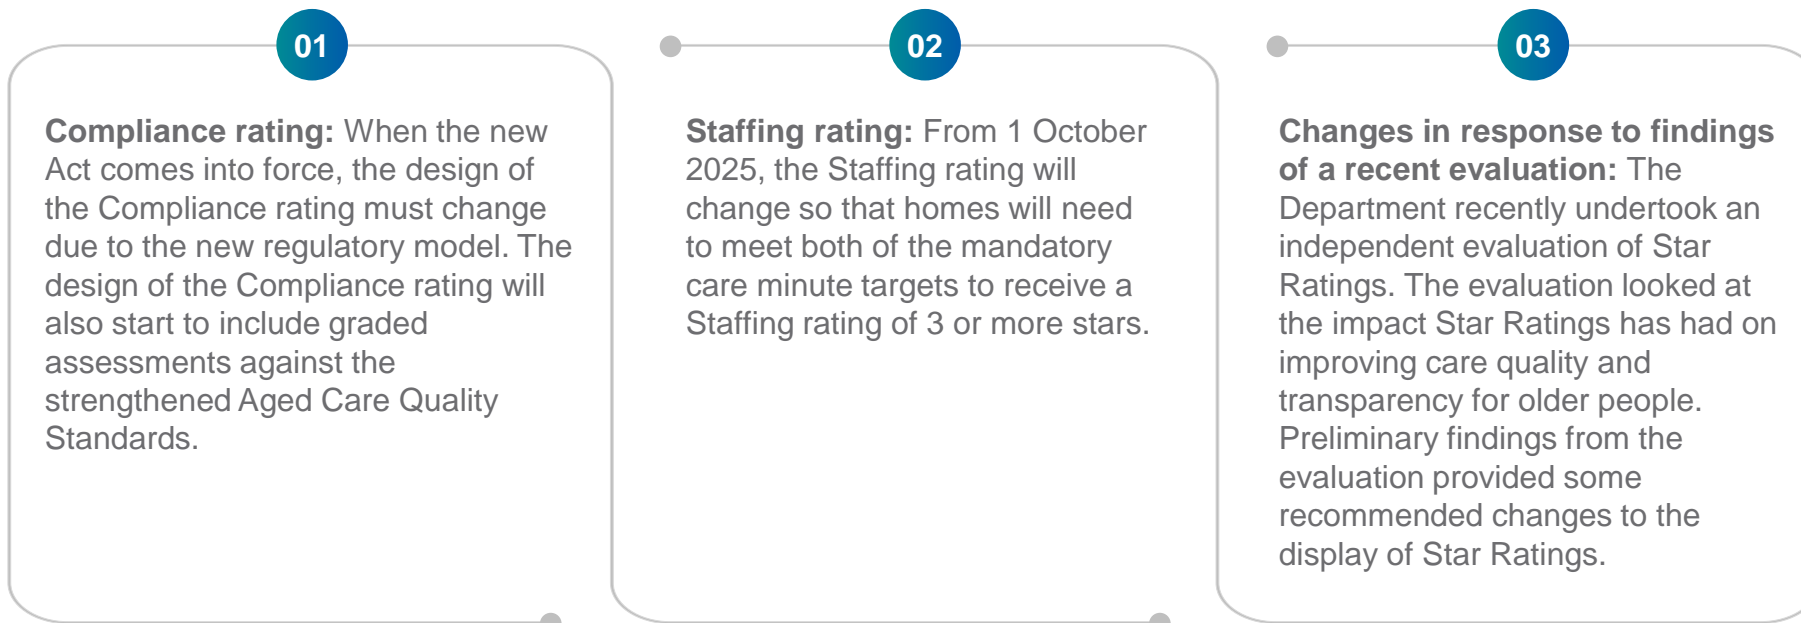 01
Compliance rating: When the new
Act comes into force, the design of
the Compliance rating must change
due to the new regulatory model. The
design of the Compliance rating will
also start to include graded
assessments against the
strengthened Aged Care Quality
Standards.
02
Staffing rating: From 1 October
2025, the Staffing rating will
change so that homes will need
to meet both of the mandatory
care minute targets to receive a
Staffing rating of 3 or more stars.
03
Changes in response to findings
of a recent evaluation: The
Department recently undertook an
independent evaluation of Star
Ratings. The evaluation looked at
the impact Star Ratings has had on
improving care quality and
transparency for older people.
Preliminary findings from the
evaluation provided some
recommended changes to the
display of Star Ratings.